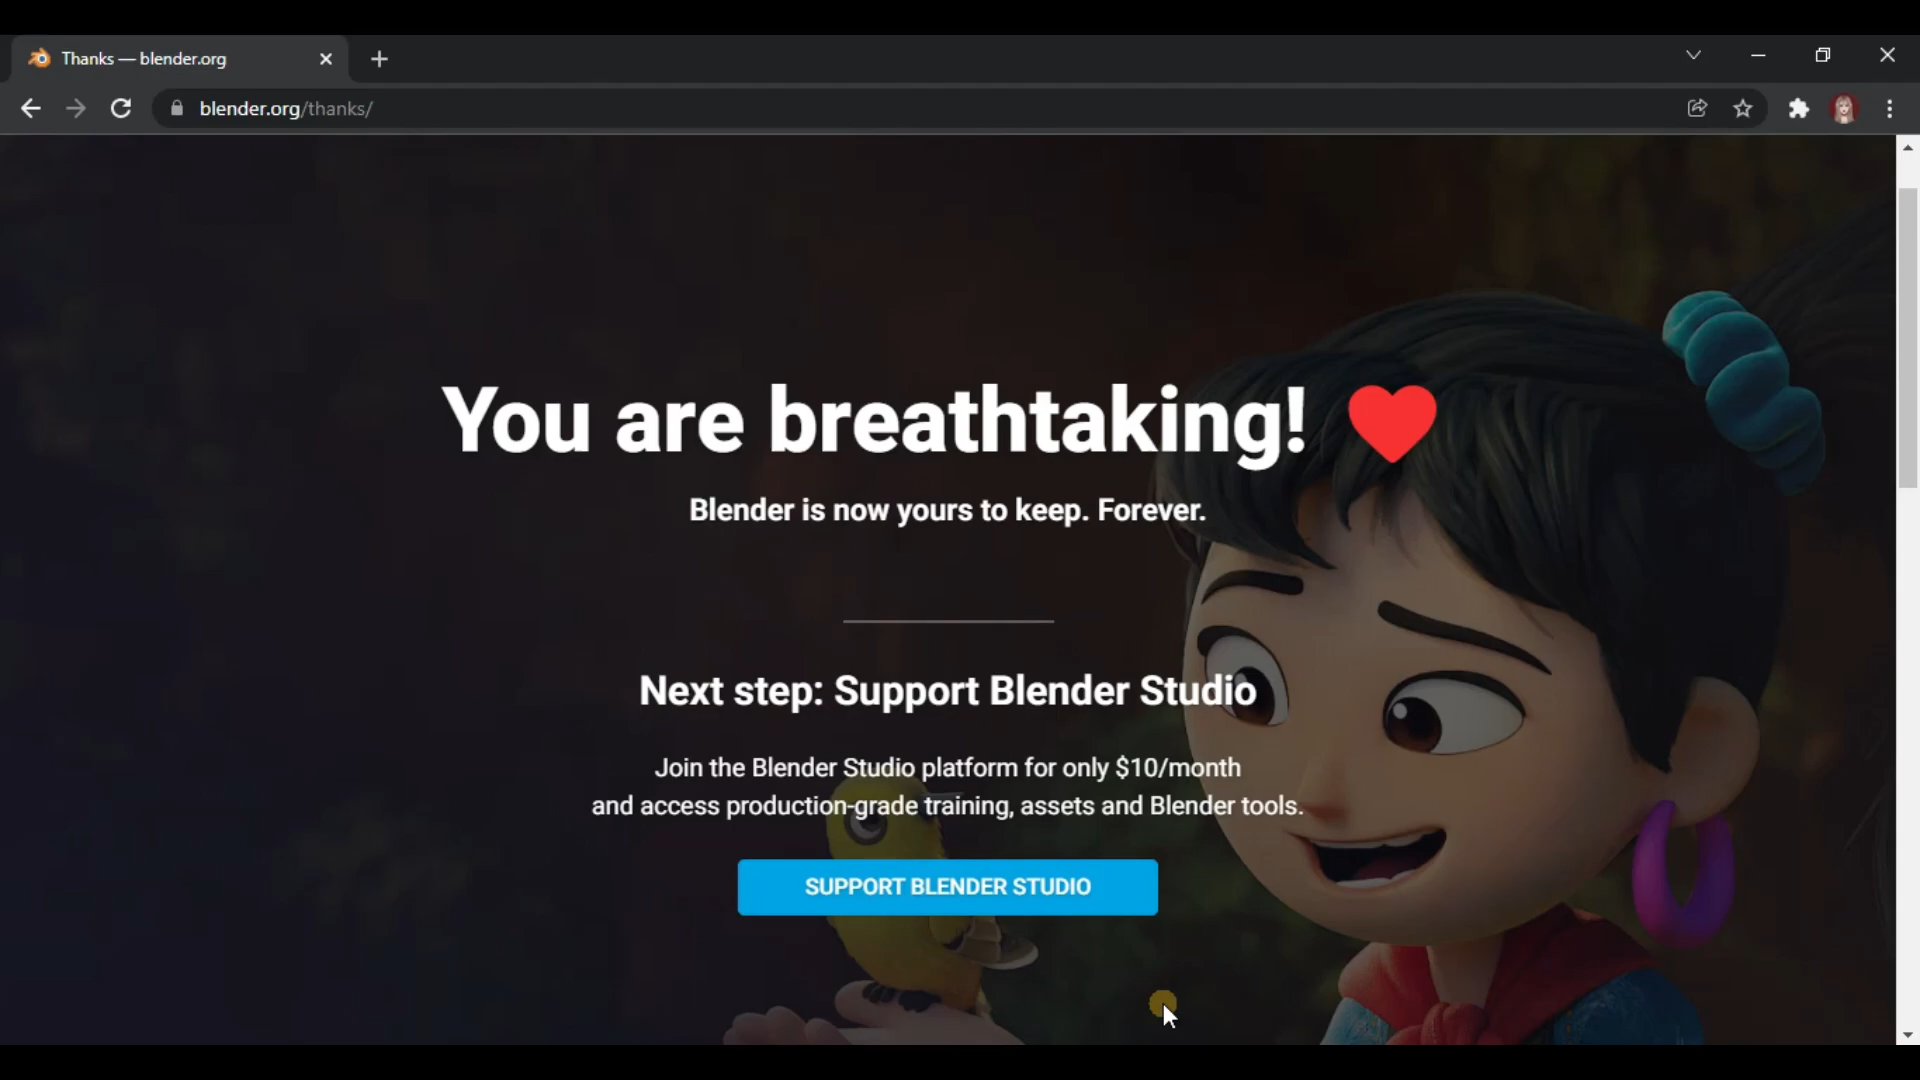 Thanks — blender.org
blender.org/thanks/
You are breathtaking!
Blender is now yours to keep. Forever.
Next step: Support Blender Studio
Join the Blender Studio platform for only $10/month
and access production-grade training, assets and Blender tools.
SUPPORT BLENDER STUDIO